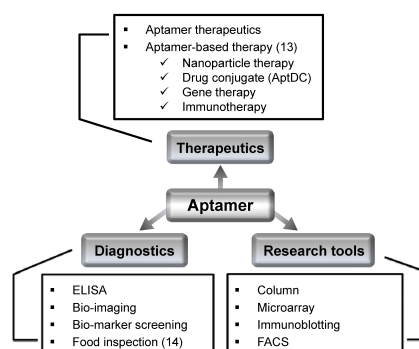 ▪ Aptamer therapeutics
▪ Aptamer-based therapy (13)
✓ Nanoparticle therapy
✓ Drug conjugate (AptDC)
✓ Gene therapy
✓ Immunotherapy
Therapeutics
Aptamer
Diagnostics
Research tools
▪ ELISA
▪ Bio-imaging
▪ Bio-marker screening
▪ Food inspection (14)
▪ Column
▪ Microarray
▪ Immunoblotting
▪ FACS